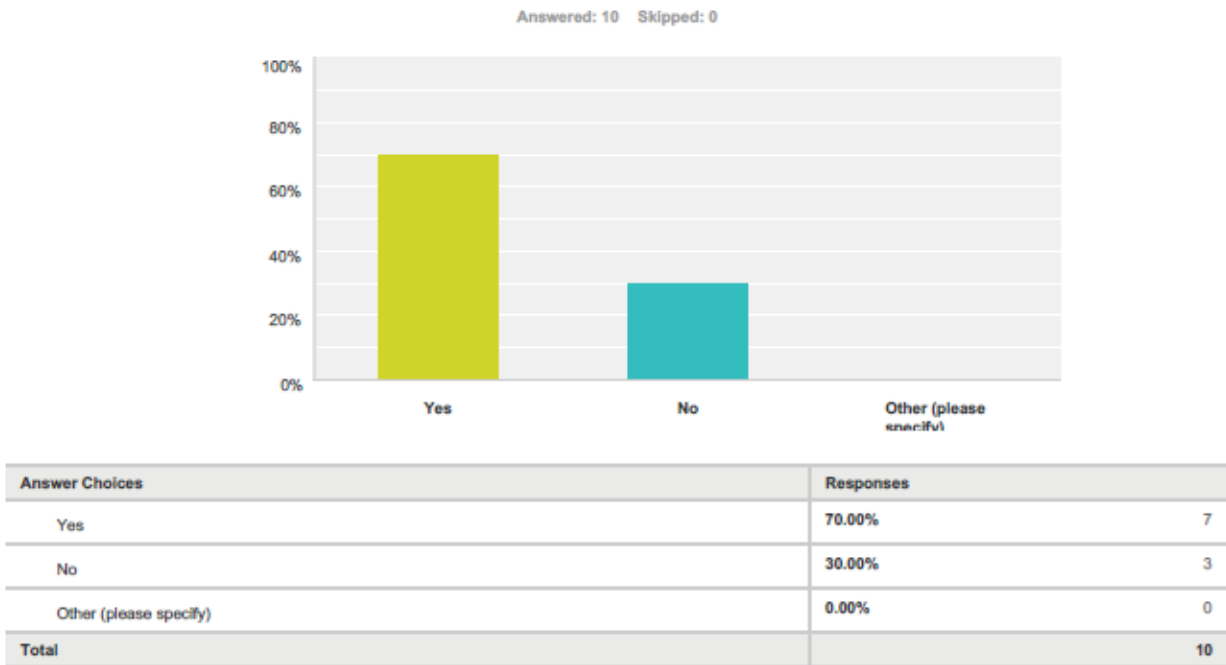 Answered: 10 Skipped: 0
100%
80%
60%
40%
20%
0%
Yes
No
Other (please
specify)
Answer Choices Responses
Yes 70.00% 7
No 30.00% 3
Other (please specify) 0.00% 0
Total 10